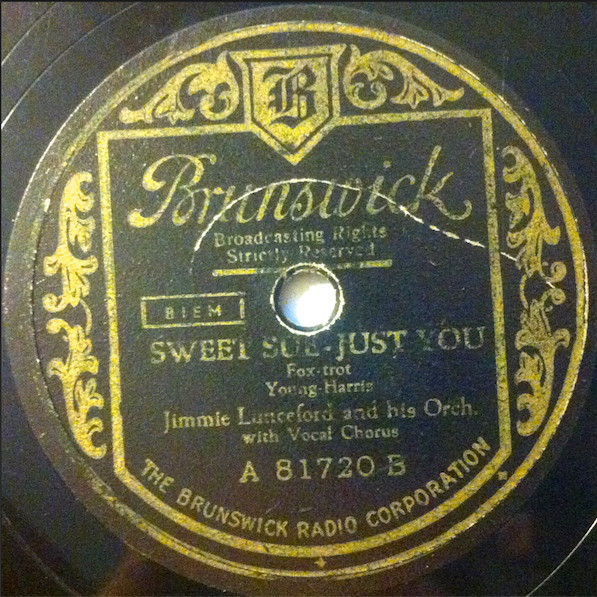 B
Brunswick
Broadcasting Rights
Strictly Reserved
BIEM
SWEET SUE-JUST YOU
Fox-trot
Young-Harris
Jimmie Lunceford and his Orch.
with Vocal Chorus
A 81720 B
THE BRUNSWICK RADIO CORPORATION